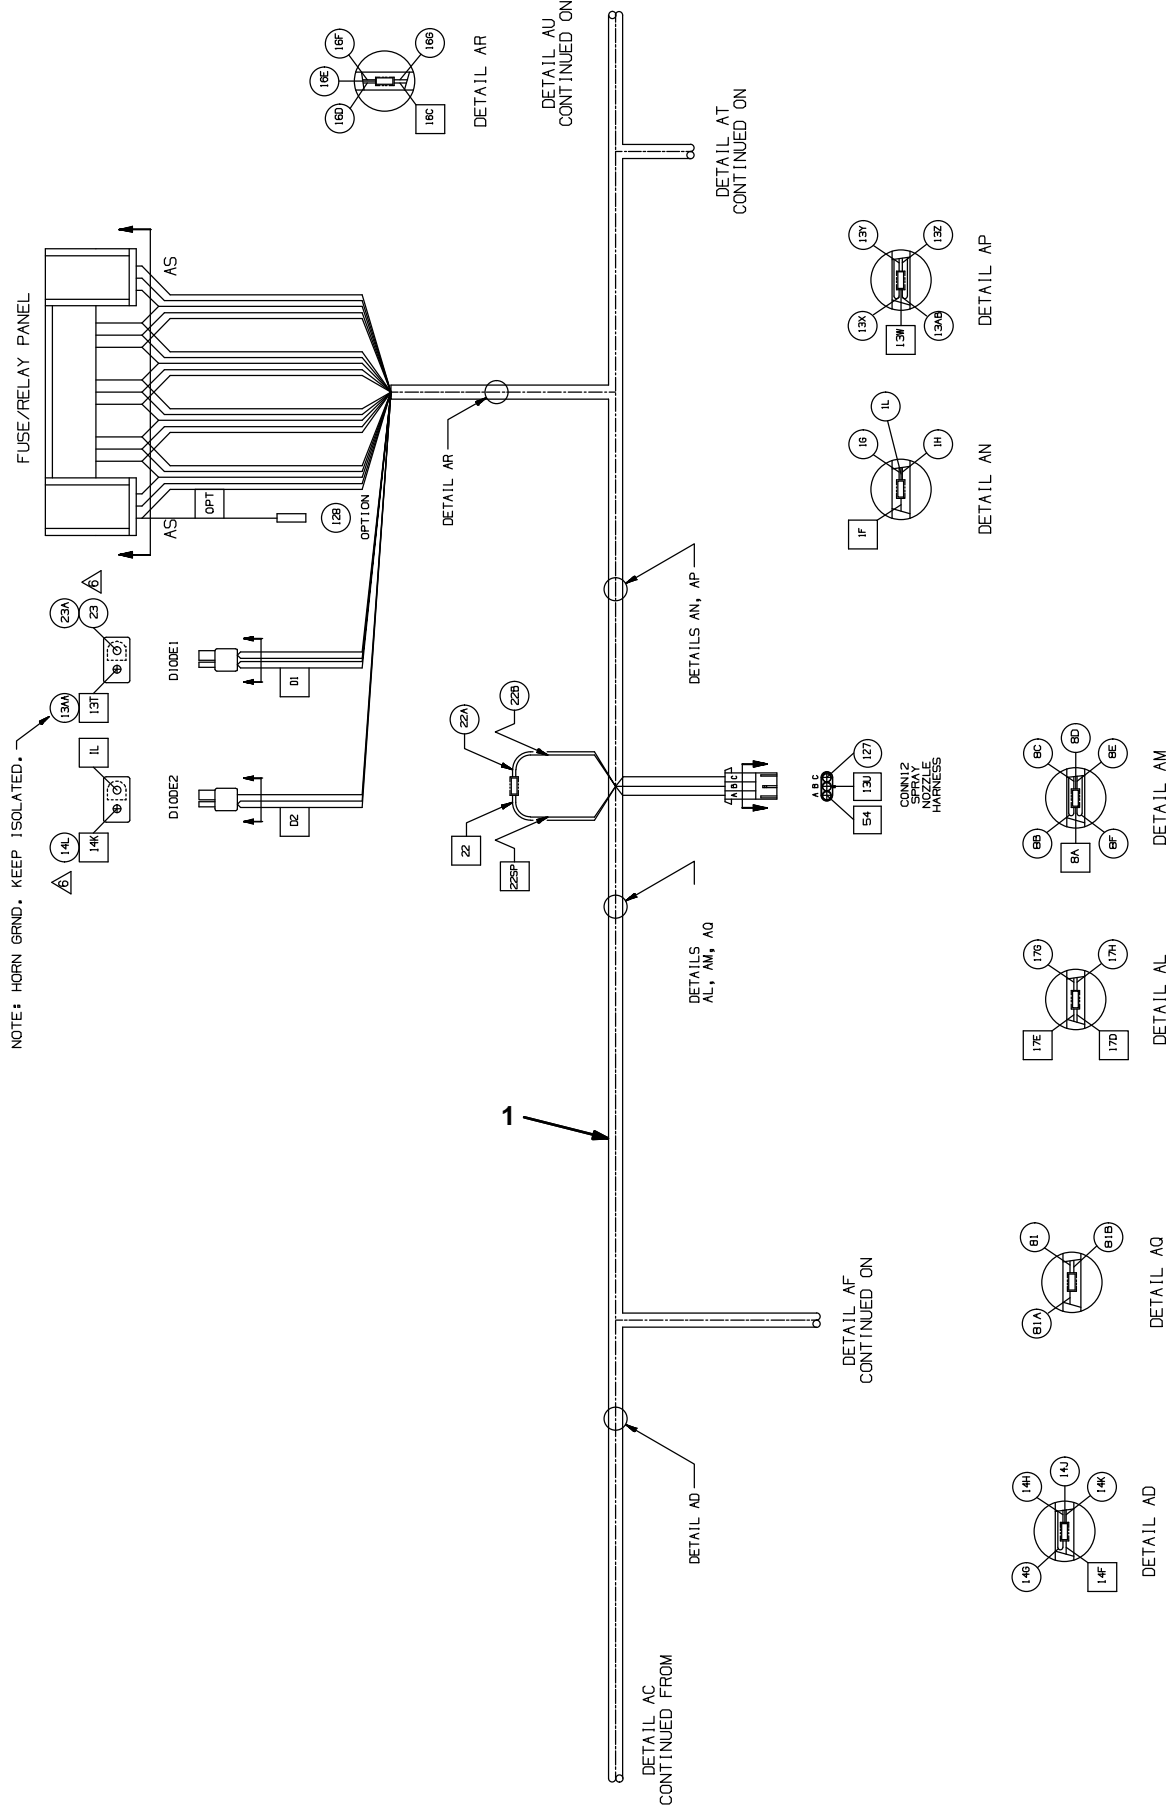 NOTE: HORN GRND. KEEP ISOLATED.
FUSE/RELAY PANEL
AS
AS
OPT
128
OPTION
6
23A
23
13AA
13T
1L
14L
14K
6
DIODE1
D1
DIODE2
D2
16F
16E
16D
16G
16C
DETAIL AR
DETAIL AU
CONTINUED ON
DETAIL AT
CONTINUED ON
DETAIL AR
DETAILS AN, AP
22A
22B
22
22SP
A B C
A B C
54
13U
127
CONN12
SPRAY
NOZZLE
HARNESS
DETAILS
AL, AM, AQ
1
DETAIL AF
CONTINUED ON
DETAIL AD
DETAIL AC
CONTINUED FROM
13Y
13X
13W
13Z
13AB
DETAIL AP
1L
1G
1F
1H
DETAIL AN
8C
8D
8B
8E
8A
8F
DETAIL AM
17G
17E
17H
17D
DETAIL AL
81
81A
81B
DETAIL AQ
14H
14J
14G
14K
14F
DETAIL AD